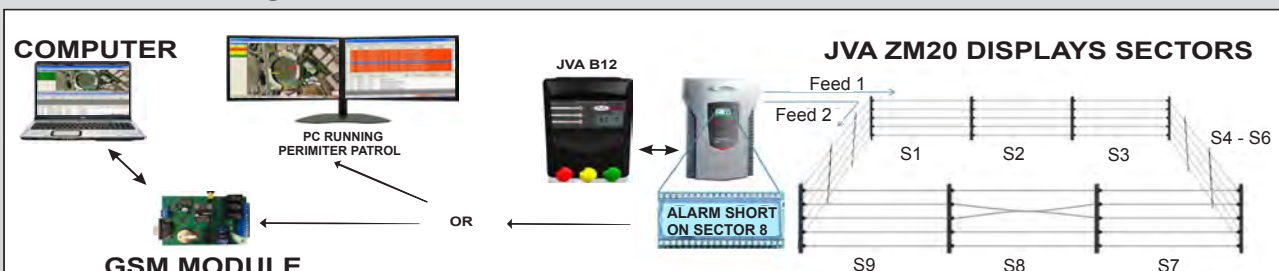 COMPUTER
JVA ZM20 DISPLAYS SECTORS
JVA B12
Feed 1
Feed 2
PC RUNNING
PERIMITER PATROL
S1
S2
S3
S4 - S6
OR
ALARM SHORT
ON SECTOR 8
GSM MODULE
S9
S8
S7